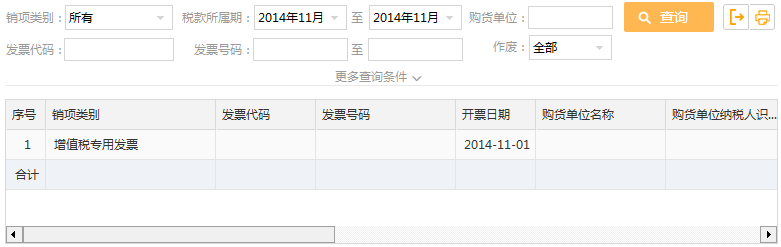 销项类别： 所有 税款所属期： 2014年11月 至 2014年11月 购货单位： 查询
发票代码： 发票号码： 至 作废： 全部
更多查询条件
序号 销项类别 发票代码 发票号码 开票日期 购货单位名称 购货单位纳税人识...
1 增值税专用发票 2014-11-01
合计